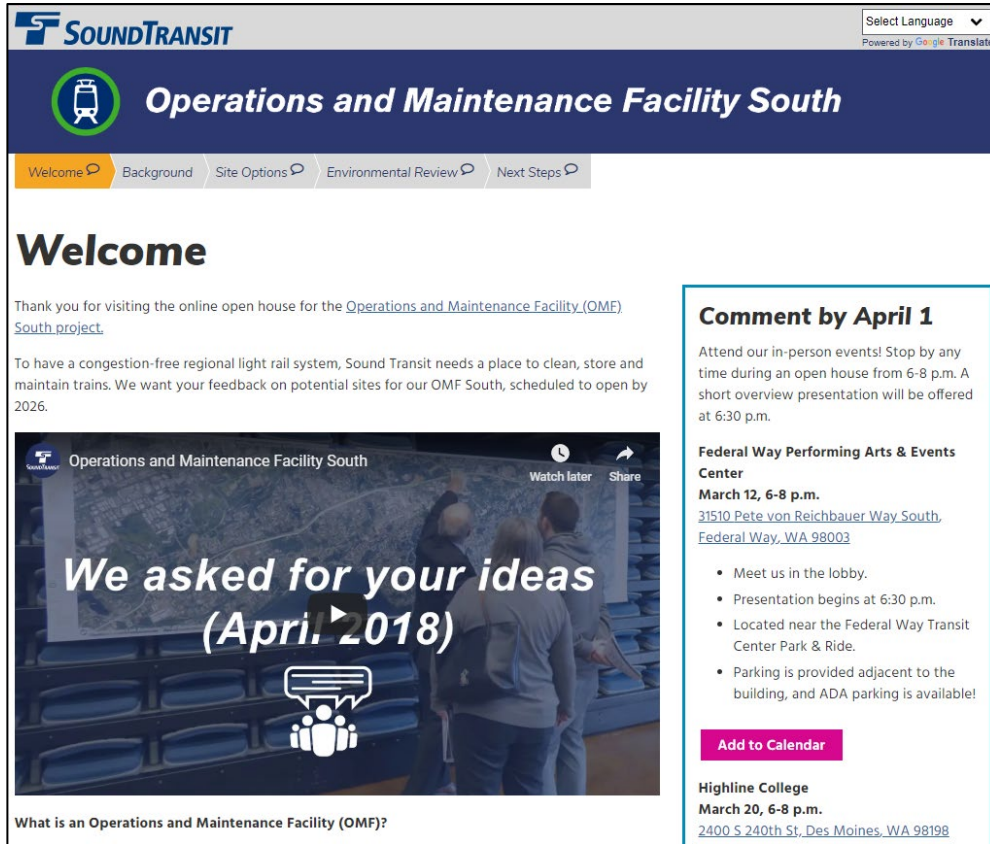 SOUNDTRANSIT
Select Language
Powered by Google Translate
Operations and Maintenance Facility South
Welcome
Background
Site Options
Environmental Review
Next Steps
Welcome
Thank you for visiting the online open house for the Operations and Maintenance Facility (OMF)
South project.
To have a congestion-free regional light rail system, Sound Transit needs a place to clean, store and
maintain trains. We want your feedback on potential sites for our OMF South, scheduled to open by
2026.
SOUNDTRANSIT
Operations and Maintenance Facility South
Watch later
Share
We asked for your ideas
(April 2018)
What is an Operations and Maintenance Facility (OMF)?
Comment by April 1
Attend our in-person events! Stop by any
time during an open house from 6-8 p.m. A
short overview presentation will be offered
at 6:30 p.m.
Federal Way Performing Arts & Events
Center
March 12, 6-8 p.m.
31510 Pete von Reichbauer Way South,
Federal Way, WA 98003
• Meet us in the lobby.
• Presentation begins at 6:30 p.m.
• Located near the Federal Way Transit
Center Park & Ride.
• Parking is provided adjacent to the
building, and ADA parking is available!
Add to Calendar
Highline College
March 20, 6-8 p.m.
2400 S 240th St, Des Moines, WA 98198